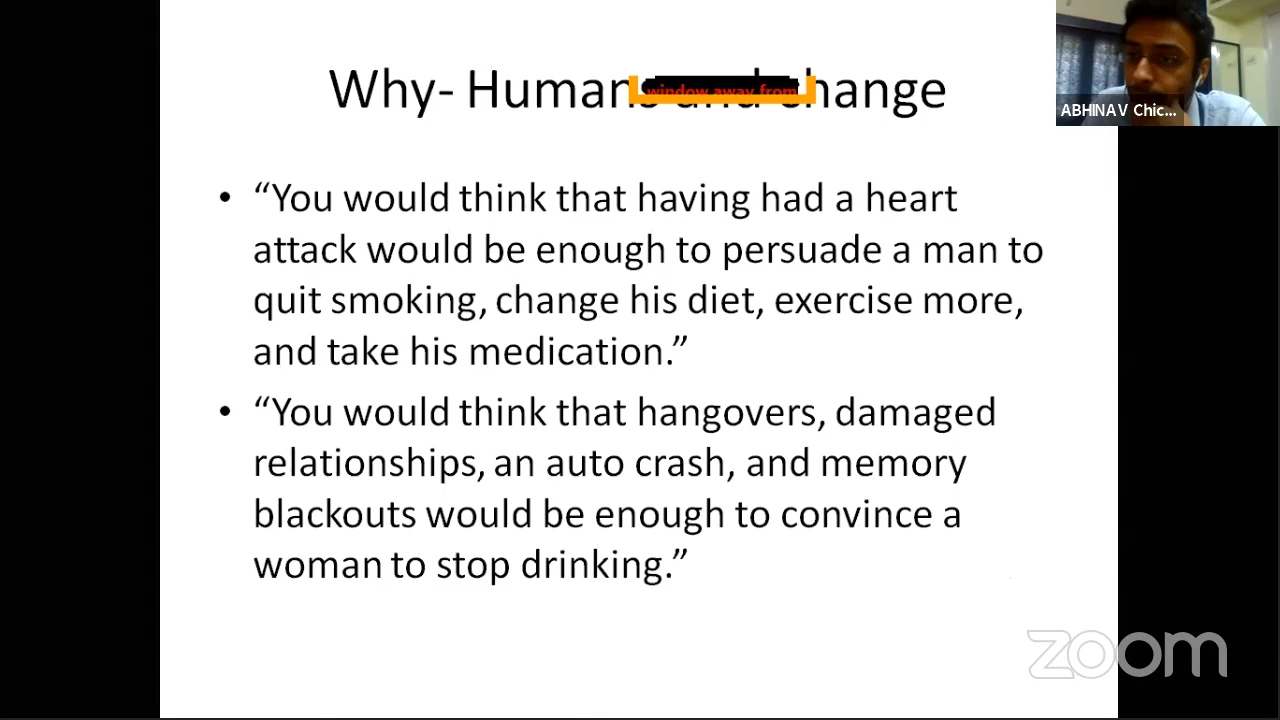 Why- Humans and change
window away from
ABHINAV Chic...
• “You would think that having had a heart
attack would be enough to persuade a man to
quit smoking, change his diet, exercise more,
and take his medication.”
• “You would think that hangovers, damaged
relationships, an auto crash, and memory
blackouts would be enough to convince a
woman to stop drinking.”
zoom